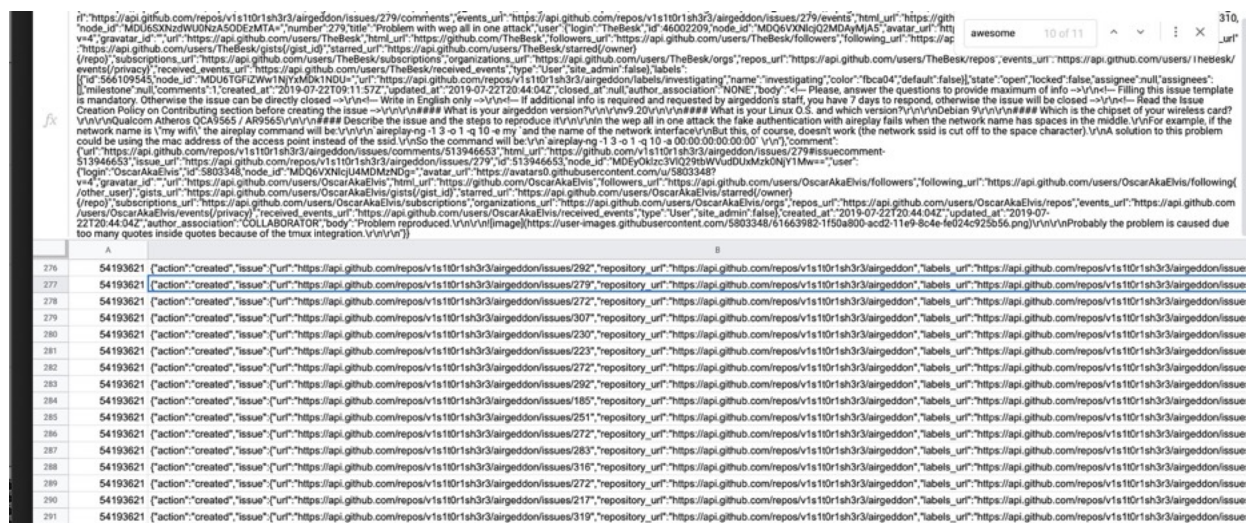 rl":"https://api.github.com/repos/v1s1t0r1sh3r3/airgeddon/issues/279/comments","events_url":"https://api.github.com/repos/v1s1t0r1sh3r3/airgeddon/issues/279/events","html_url":"https://gith
310,
"node_id":"MDU6SXNzdWU0NzA5ODEzMTA=","number":279,"title":"Problem with wep all in one attack","user":{"login":"TheBesk","id":46002209,"node_id":"MDQ6VXNlcjQ2MDAyMjA5","avatar_url":"htt
awesome 10 of 11
v=4","gravatar_id":"","url":"https://api.github.com/users/TheBesk","html_url":"https://github.com/TheBesk","followers_url":"https://api.github.com/users/TheBesk/followers","following_url":"https://ap
_url"
:"https://api.github.com/users/TheBesk/gists{/gist_id}","starred_url":"https://api.github.com/users/TheBesk/starred{/owner}
{/repo}","subscriptions_url":"https://api.github.com/users/TheBesk/subscriptions","organizations_url":"https://api.github.com/users/TheBesk/orgs","repos_url":"https://api.github.com/users/TheBesk/repos","events_url":"https://api.github.com/users/TheBesk/
events{/privacy}","received_events_url":"https://api.github.com/users/TheBesk/received_events","type":"User","site_admin":false},"labels":
[{"id":566109545,"node_id":"MDU6TGFiZWw1NjYxMDk1NDU=","url":"https://api.github.com/repos/v1s1t0r1sh3r3/airgeddon/labels/investigating","name":"investigating","color":"fbca04","default":false}],"state":"open","locked":false,"assignee":null,"assignees":
[],"milestone":null,"comments":1,"created_at":"2019-07-22T09:11:57Z","updated_at":"2019-07-22T20:44:04Z","closed_at":null,"author_association":"NONE","body":"<!-- Please, answer the questions to provide maximum of info -->\r\n<!-- Filling this issue template
is mandatory. Otherwise the issue can be directly closed -->\r\n<!-- Write in English only -->\r\n<!-- If additional info is required and requested by airgeddon's staff, you have 7 days to respond, otherwise the issue will be closed -->\r\n<!-- Read the Issue
Creation Policy on Contributing section before creating the issue -->\r\n\r\n#### What is your airgeddon version?\r\n\r\nv9.20\r\n\r\n#### What is your Linux O.S. and which version?\r\n\r\nDebian 9\r\n\r\n#### Which is the chipset of your wireless card?
\r\n\r\nQualcom Atheros QCA9565 / AR9565\r\n\r\n#### Describe the issue and the steps to reproduce it\r\n\r\nIn the wep all in one attack the fake authentication with aireplay fails when the network name has spaces in the middle.\r\nFor example, if the
fx
network name is \"my wifi\" the aireplay command will be:\r\n\r\n`aireplay-ng -1 3 -o 1 -q 10 -e my `and the name of the network interface\r\nBut this, of course, doesn't work (the network ssid is cut off to the space character).\r\nA solution to this problem
could be using the mac address of the access point instead of the ssid.\r\nSo the command will be:\r\n`aireplay-ng -1 3 -o 1 -q 10 -a 00:00:00:00:00:00` \r\n"},"comment":
{"url":"https://api.github.com/repos/v1s1t0r1sh3r3/airgeddon/issues/comments/513946653","html_url":"https://github.com/v1s1t0r1sh3r3/airgeddon/issues/279#issuecomment-
513946653","issue_url":"https://api.github.com/repos/v1s1t0r1sh3r3/airgeddon/issues/279","id":513946653,"node_id":"MDEyOklzc3VlQ29tbWVudDUxMzk0NjY1Mw==","user":
{"login":"OscarAkaElvis","id":5803348,"node_id":"MDQ6VXNlcjU4MDMzNDg=","avatar_url":"https://avatars0.githubusercontent.com/u/5803348?
v=4","gravatar_id":"","url":"https://api.github.com/users/OscarAkaElvis","html_url":"https://github.com/OscarAkaElvis","followers_url":"https://api.github.com/users/OscarAkaElvis/followers","following_url":"https://api.github.com/users/OscarAkaElvis/following{
/other_user}","gists_url":"https://api.github.com/users/OscarAkaElvis/gists{/gist_id}","starred_url":"https://api.github.com/users/OscarAkaElvis/starred{/owner}
{/repo}","subscriptions_url":"https://api.github.com/users/OscarAkaElvis/subscriptions","organizations_url":"https://api.github.com/users/OscarAkaElvis/orgs","repos_url":"https://api.github.com/users/OscarAkaElvis/repos","events_url":"https://api.github.com
/users/OscarAkaElvis/events{/privacy}","received_events_url":"https://api.github.com/users/OscarAkaElvis/received_events","type":"User","site_admin":false},"created_at":"2019-07-22T20:44:04Z","updated_at":"2019-07-
22T20:44:04Z","author_association":"COLLABORATOR","body":"Problem reproduced.\r\n\r\n![image](https://user-images.githubusercontent.com/5803348/61663982-1f50a800-acd2-11e9-8c4e-fe024c925b56.png)\r\n\r\nProbably the problem is caused due
too many quotes inside quotes because of the tmux integration.\r\n\r\n"}}
A B
276 54193621 {"action":"created","issue":{"url":"https://api.github.com/repos/v1s1t0r1sh3r3/airgeddon/issues/292","repository_url":"https://api.github.com/repos/v1s1t0r1sh3r3/airgeddon","labels_url":"https://api.github.com/repos/v1s1t0r1sh3r3/airgeddon/issues
277 54193621 {"action":"created","issue":{"url":"https://api.github.com/repos/v1s1t0r1sh3r3/airgeddon/issues/279","repository_url":"https://api.github.com/repos/v1s1t0r1sh3r3/airgeddon","labels_url":"https://api.github.com/repos/v1s1t0r1sh3r3/airgeddon/issues
278 54193621 {"action":"created","issue":{"url":"https://api.github.com/repos/v1s1t0r1sh3r3/airgeddon/issues/272","repository_url":"https://api.github.com/repos/v1s1t0r1sh3r3/airgeddon","labels_url":"https://api.github.com/repos/v1s1t0r1sh3r3/airgeddon/issues
279 54193621 {"action":"created","issue":{"url":"https://api.github.com/repos/v1s1t0r1sh3r3/airgeddon/issues/307","repository_url":"https://api.github.com/repos/v1s1t0r1sh3r3/airgeddon","labels_url":"https://api.github.com/repos/v1s1t0r1sh3r3/airgeddon/issues
280 54193621 {"action":"created","issue":{"url":"https://api.github.com/repos/v1s1t0r1sh3r3/airgeddon/issues/230","repository_url":"https://api.github.com/repos/v1s1t0r1sh3r3/airgeddon","labels_url":"https://api.github.com/repos/v1s1t0r1sh3r3/airgeddon/issues
281 54193621 {"action":"created","issue":{"url":"https://api.github.com/repos/v1s1t0r1sh3r3/airgeddon/issues/223","repository_url":"https://api.github.com/repos/v1s1t0r1sh3r3/airgeddon","labels_url":"https://api.github.com/repos/v1s1t0r1sh3r3/airgeddon/issues
282 54193621 {"action":"created","issue":{"url":"https://api.github.com/repos/v1s1t0r1sh3r3/airgeddon/issues/272","repository_url":"https://api.github.com/repos/v1s1t0r1sh3r3/airgeddon","labels_url":"https://api.github.com/repos/v1s1t0r1sh3r3/airgeddon/issues
283 54193621 {"action":"created","issue":{"url":"https://api.github.com/repos/v1s1t0r1sh3r3/airgeddon/issues/292","repository_url":"https://api.github.com/repos/v1s1t0r1sh3r3/airgeddon","labels_url":"https://api.github.com/repos/v1s1t0r1sh3r3/airgeddon/issues
284 54193621 {"action":"created","issue":{"url":"https://api.github.com/repos/v1s1t0r1sh3r3/airgeddon/issues/185","repository_url":"https://api.github.com/repos/v1s1t0r1sh3r3/airgeddon","labels_url":"https://api.github.com/repos/v1s1t0r1sh3r3/airgeddon/issues
285 54193621 {"action":"created","issue":{"url":"https://api.github.com/repos/v1s1t0r1sh3r3/airgeddon/issues/251","repository_url":"https://api.github.com/repos/v1s1t0r1sh3r3/airgeddon","labels_url":"https://api.github.com/repos/v1s1t0r1sh3r3/airgeddon/issues
286 54193621 {"action":"created","issue":{"url":"https://api.github.com/repos/v1s1t0r1sh3r3/airgeddon/issues/272","repository_url":"https://api.github.com/repos/v1s1t0r1sh3r3/airgeddon","labels_url":"https://api.github.com/repos/v1s1t0r1sh3r3/airgeddon/issues
287 54193621 {"action":"created","issue":{"url":"https://api.github.com/repos/v1s1t0r1sh3r3/airgeddon/issues/283","repository_url":"https://api.github.com/repos/v1s1t0r1sh3r3/airgeddon","labels_url":"https://api.github.com/repos/v1s1t0r1sh3r3/airgeddon/issues
288 54193621 {"action":"created","issue":{"url":"https://api.github.com/repos/v1s1t0r1sh3r3/airgeddon/issues/316","repository_url":"https://api.github.com/repos/v1s1t0r1sh3r3/airgeddon","labels_url":"https://api.github.com/repos/v1s1t0r1sh3r3/airgeddon/issues
289 54193621 {"action":"created","issue":{"url":"https://api.github.com/repos/v1s1t0r1sh3r3/airgeddon/issues/272","repository_url":"https://api.github.com/repos/v1s1t0r1sh3r3/airgeddon","labels_url":"https://api.github.com/repos/v1s1t0r1sh3r3/airgeddon/issues
290 54193621 {"action":"created","issue":{"url":"https://api.github.com/repos/v1s1t0r1sh3r3/airgeddon/issues/217","repository_url":"https://api.github.com/repos/v1s1t0r1sh3r3/airgeddon","labels_url":"https://api.github.com/repos/v1s1t0r1sh3r3/airgeddon/issues
291 54193621 {"action":"created","issue":{"url":"https://api.github.com/repos/v1s1t0r1sh3r3/airgeddon/issues/319","repository_url":"https://api.github.com/repos/v1s1t0r1sh3r3/airgeddon","labels_url":"https://api.github.com/repos/v1s1t0r1sh3r3/airgeddon/issues